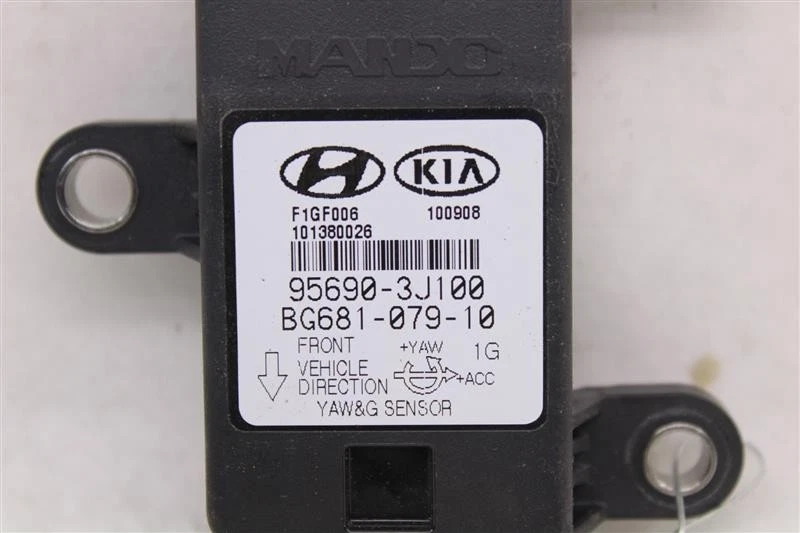 MANDO
KIA
F1GF006 100908
101380026
95690-3J100
BG681-079-10
FRONT +YAW 1G
VEHICLE
DIRECTION +ACC
YAW&G SENSOR